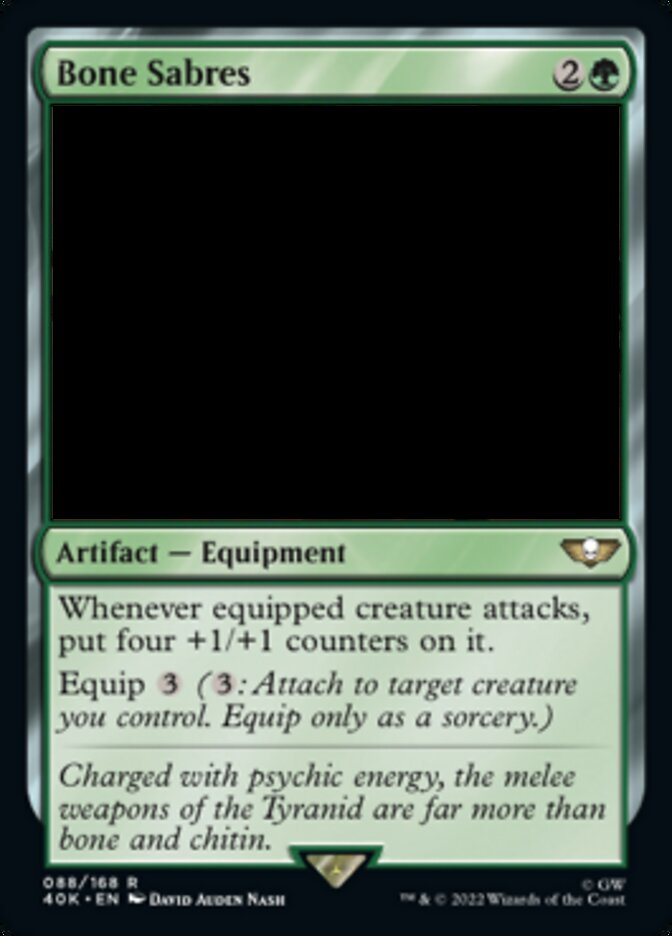 Bone Sabres 2
Artifact — Equipment
Whenever equipped creature attacks,
put four +1/+1 counters on it.
Equip 3 (3: Attach to target creature
you control. Equip only as a sorcery.)
Charged with psychic energy, the melee
weapons of the Tyranid are far more than
bone and chitin.
088/168 R
40K • EN David Auden Nash
© GW
™ & © 2022 Wizards of the Coast